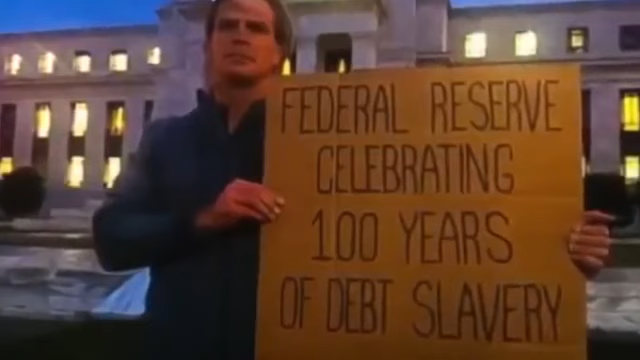 FEDERAL RESERVE
CELEBRATING
100 YEARS
OF DEBT SLAVERY